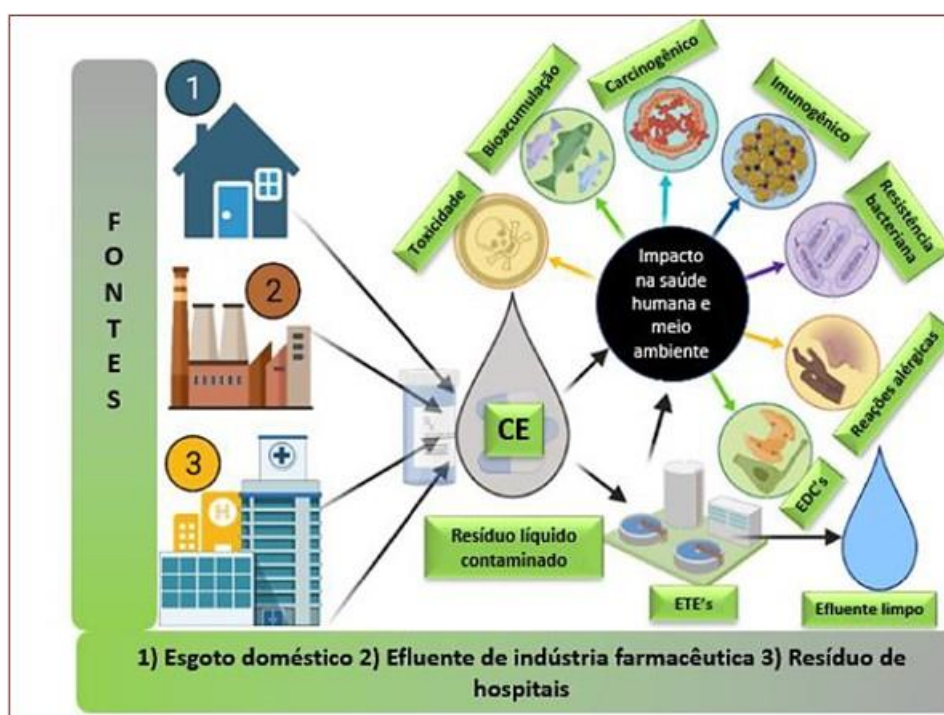 FONTES
1
2
3
H
CE
Resíduo líquido
contaminado
Toxicidade
Bioacumulação
Carcinogênico
Imunogênico
Resistência
bacteriana
Reações alérgicas
EDC's
Impacto
na saúde
humana e
meio
ambiente
ETE's
Efluente limpo
1) Esgoto doméstico 2) Efluente de indústria farmacêutica 3) Resíduo de
hospitais